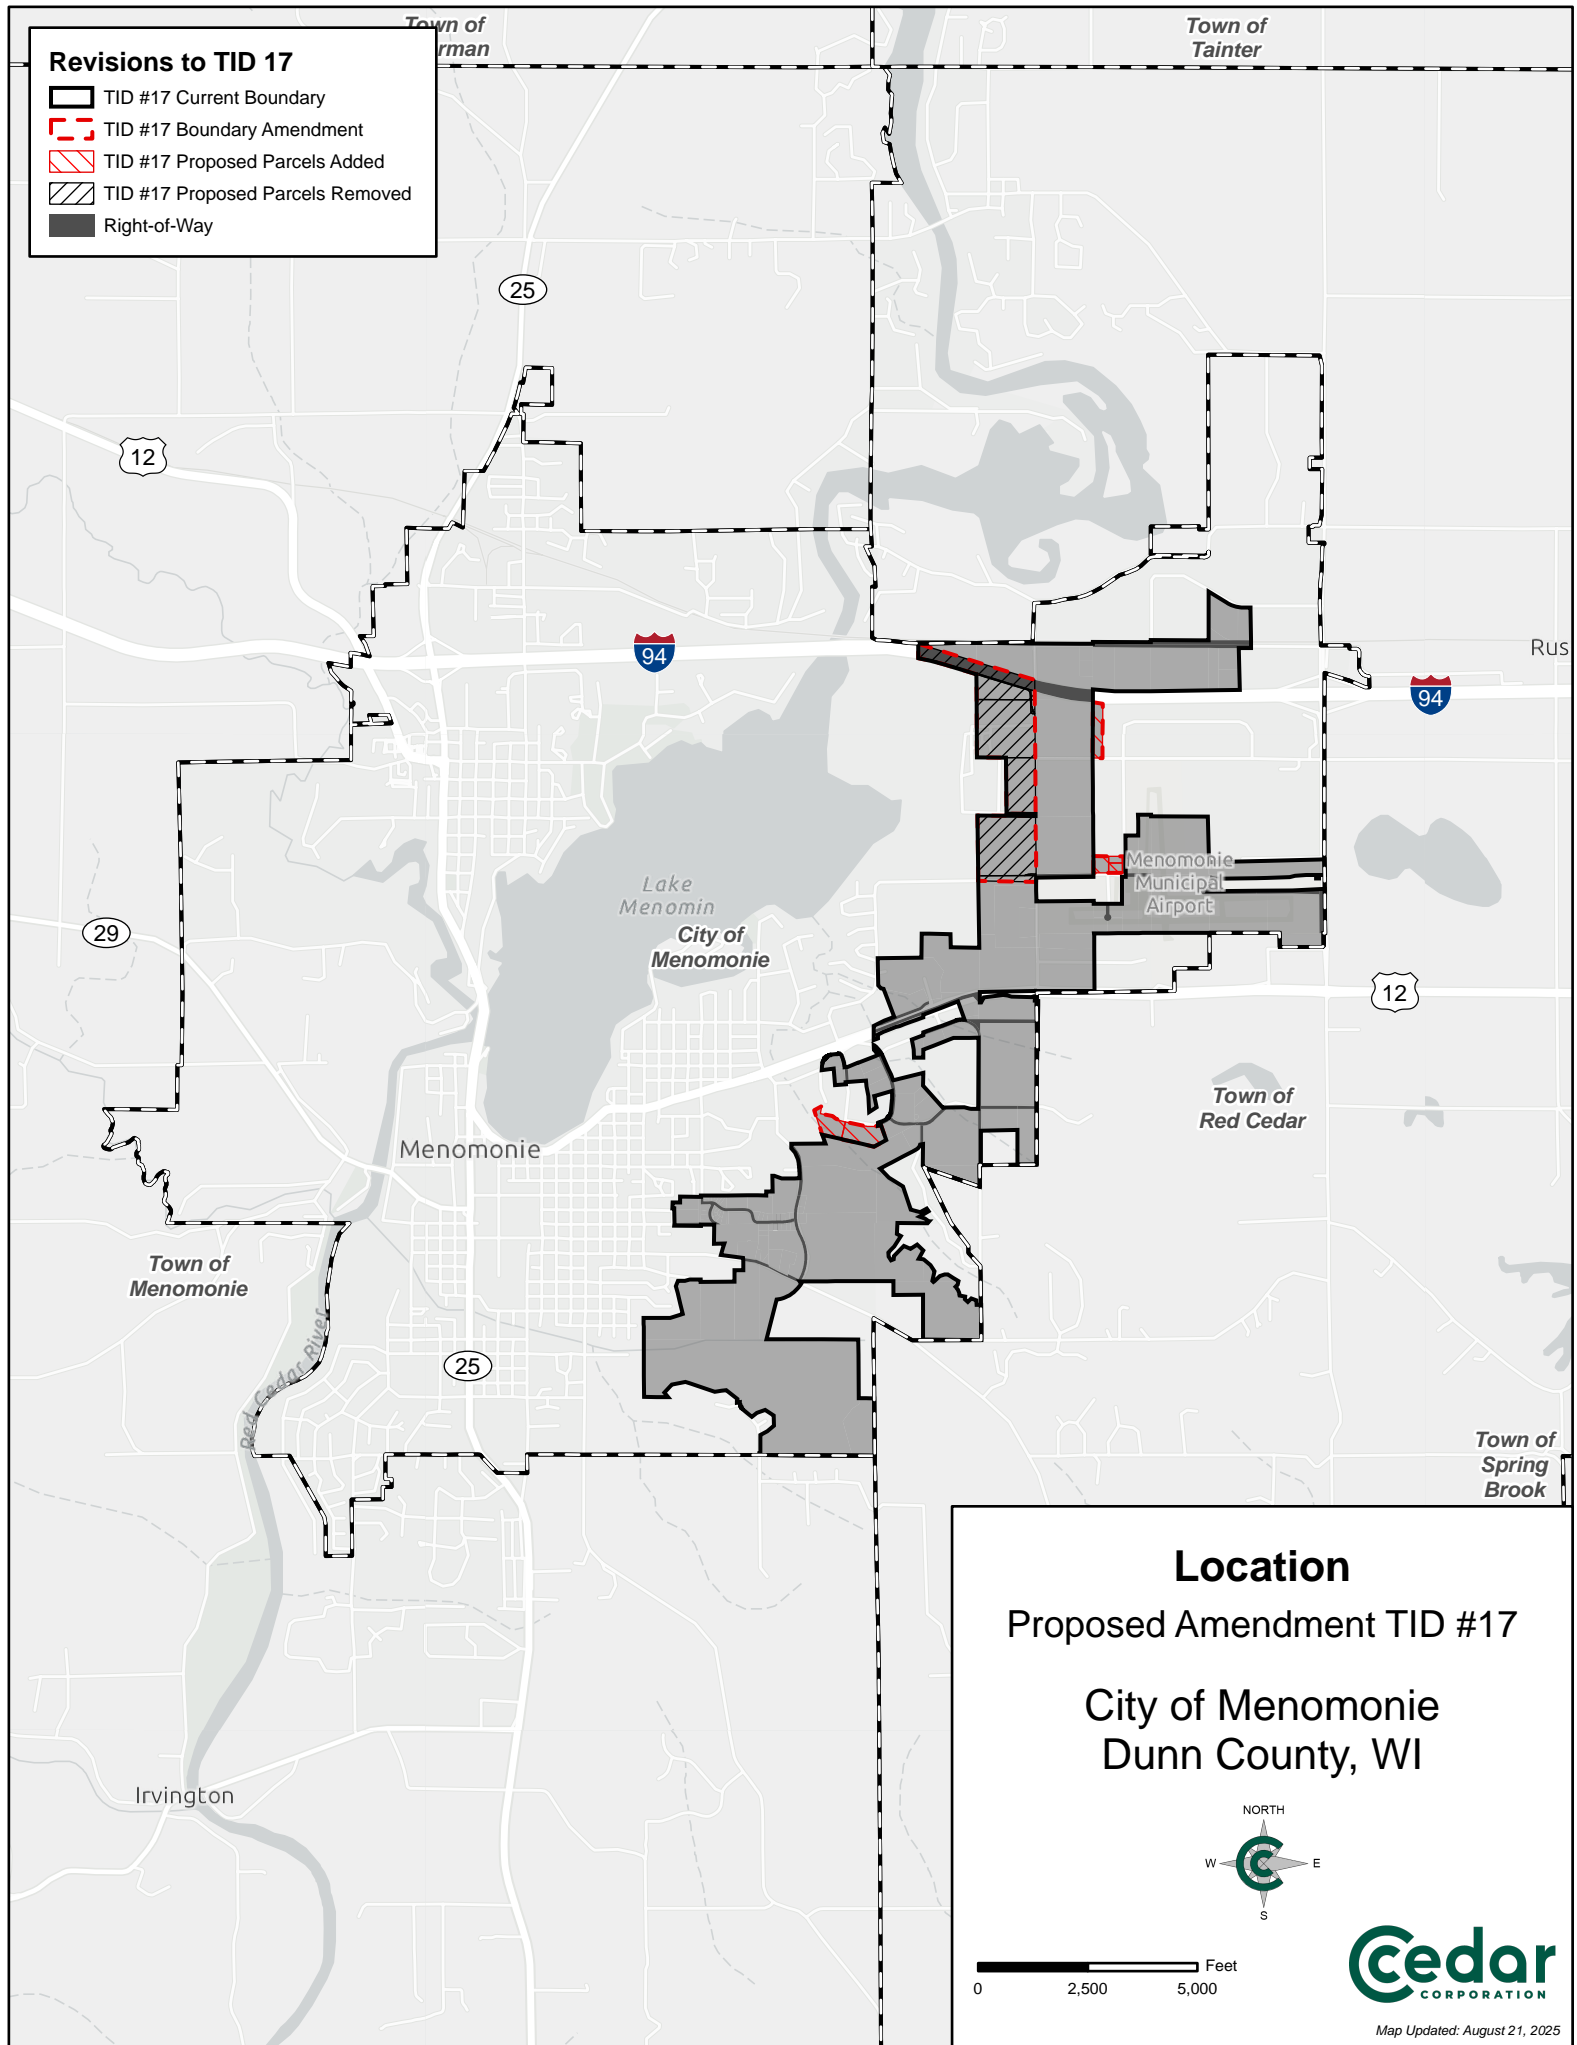 Town of
rman
Town of
Tainter
Revisions to TID 17
TID #17 Current Boundary
TID #17 Boundary Amendment
TID #17 Proposed Parcels Added
TID #17 Proposed Parcels Removed
Right-of-Way
25
12
94
Rus
94
Menomonie
Municipal
Airport
Lake
Menomin
City of
Menomonie
29
12
Town of
Red Cedar
Menomonie
Town of
Menomonie
Red Cedar River
25
Town of
Spring
Brook
Location
Proposed Amendment TID #17
City of Menomonie
Dunn County, WI
Irvington
NORTH
W
E
S
Feet
0
2,500
5,000
cedar
CORPORATION
Map Updated: August 21, 2025